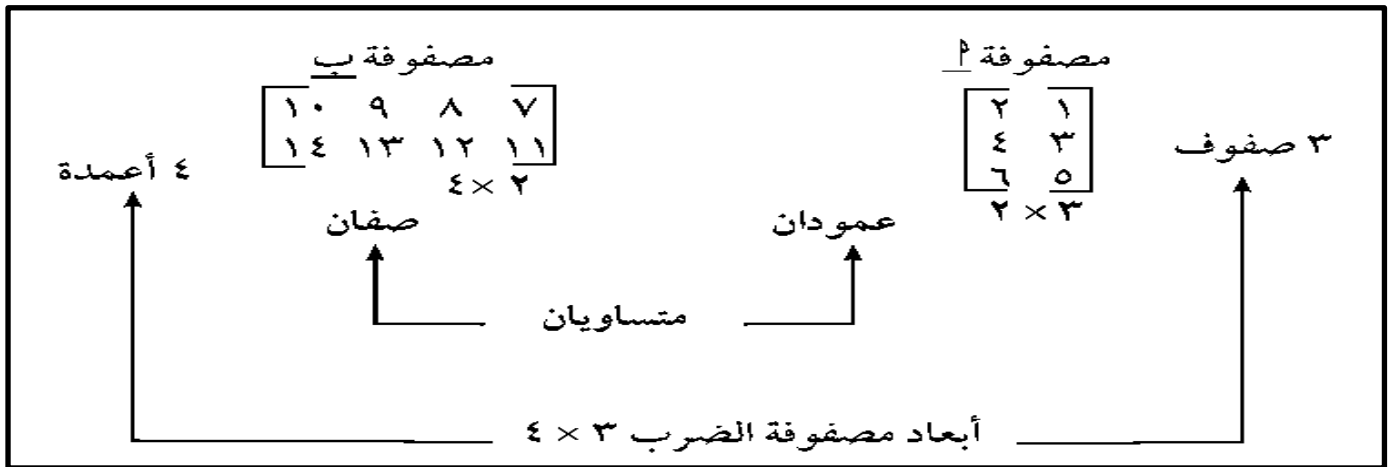 مصفوفة أ
مصفوفة ب
١ ٢
٣ ٤
٥ ٦
٣ × ٢
٧ ٨ ٩ ١٠
١١ ١٢ ١٣ ١٤
٢ ×٤
٣ صفوف
٤ أعمدة
عمودان
صفان
متساويان
أبعاد مصفوفة الضرب ٣ × ٤